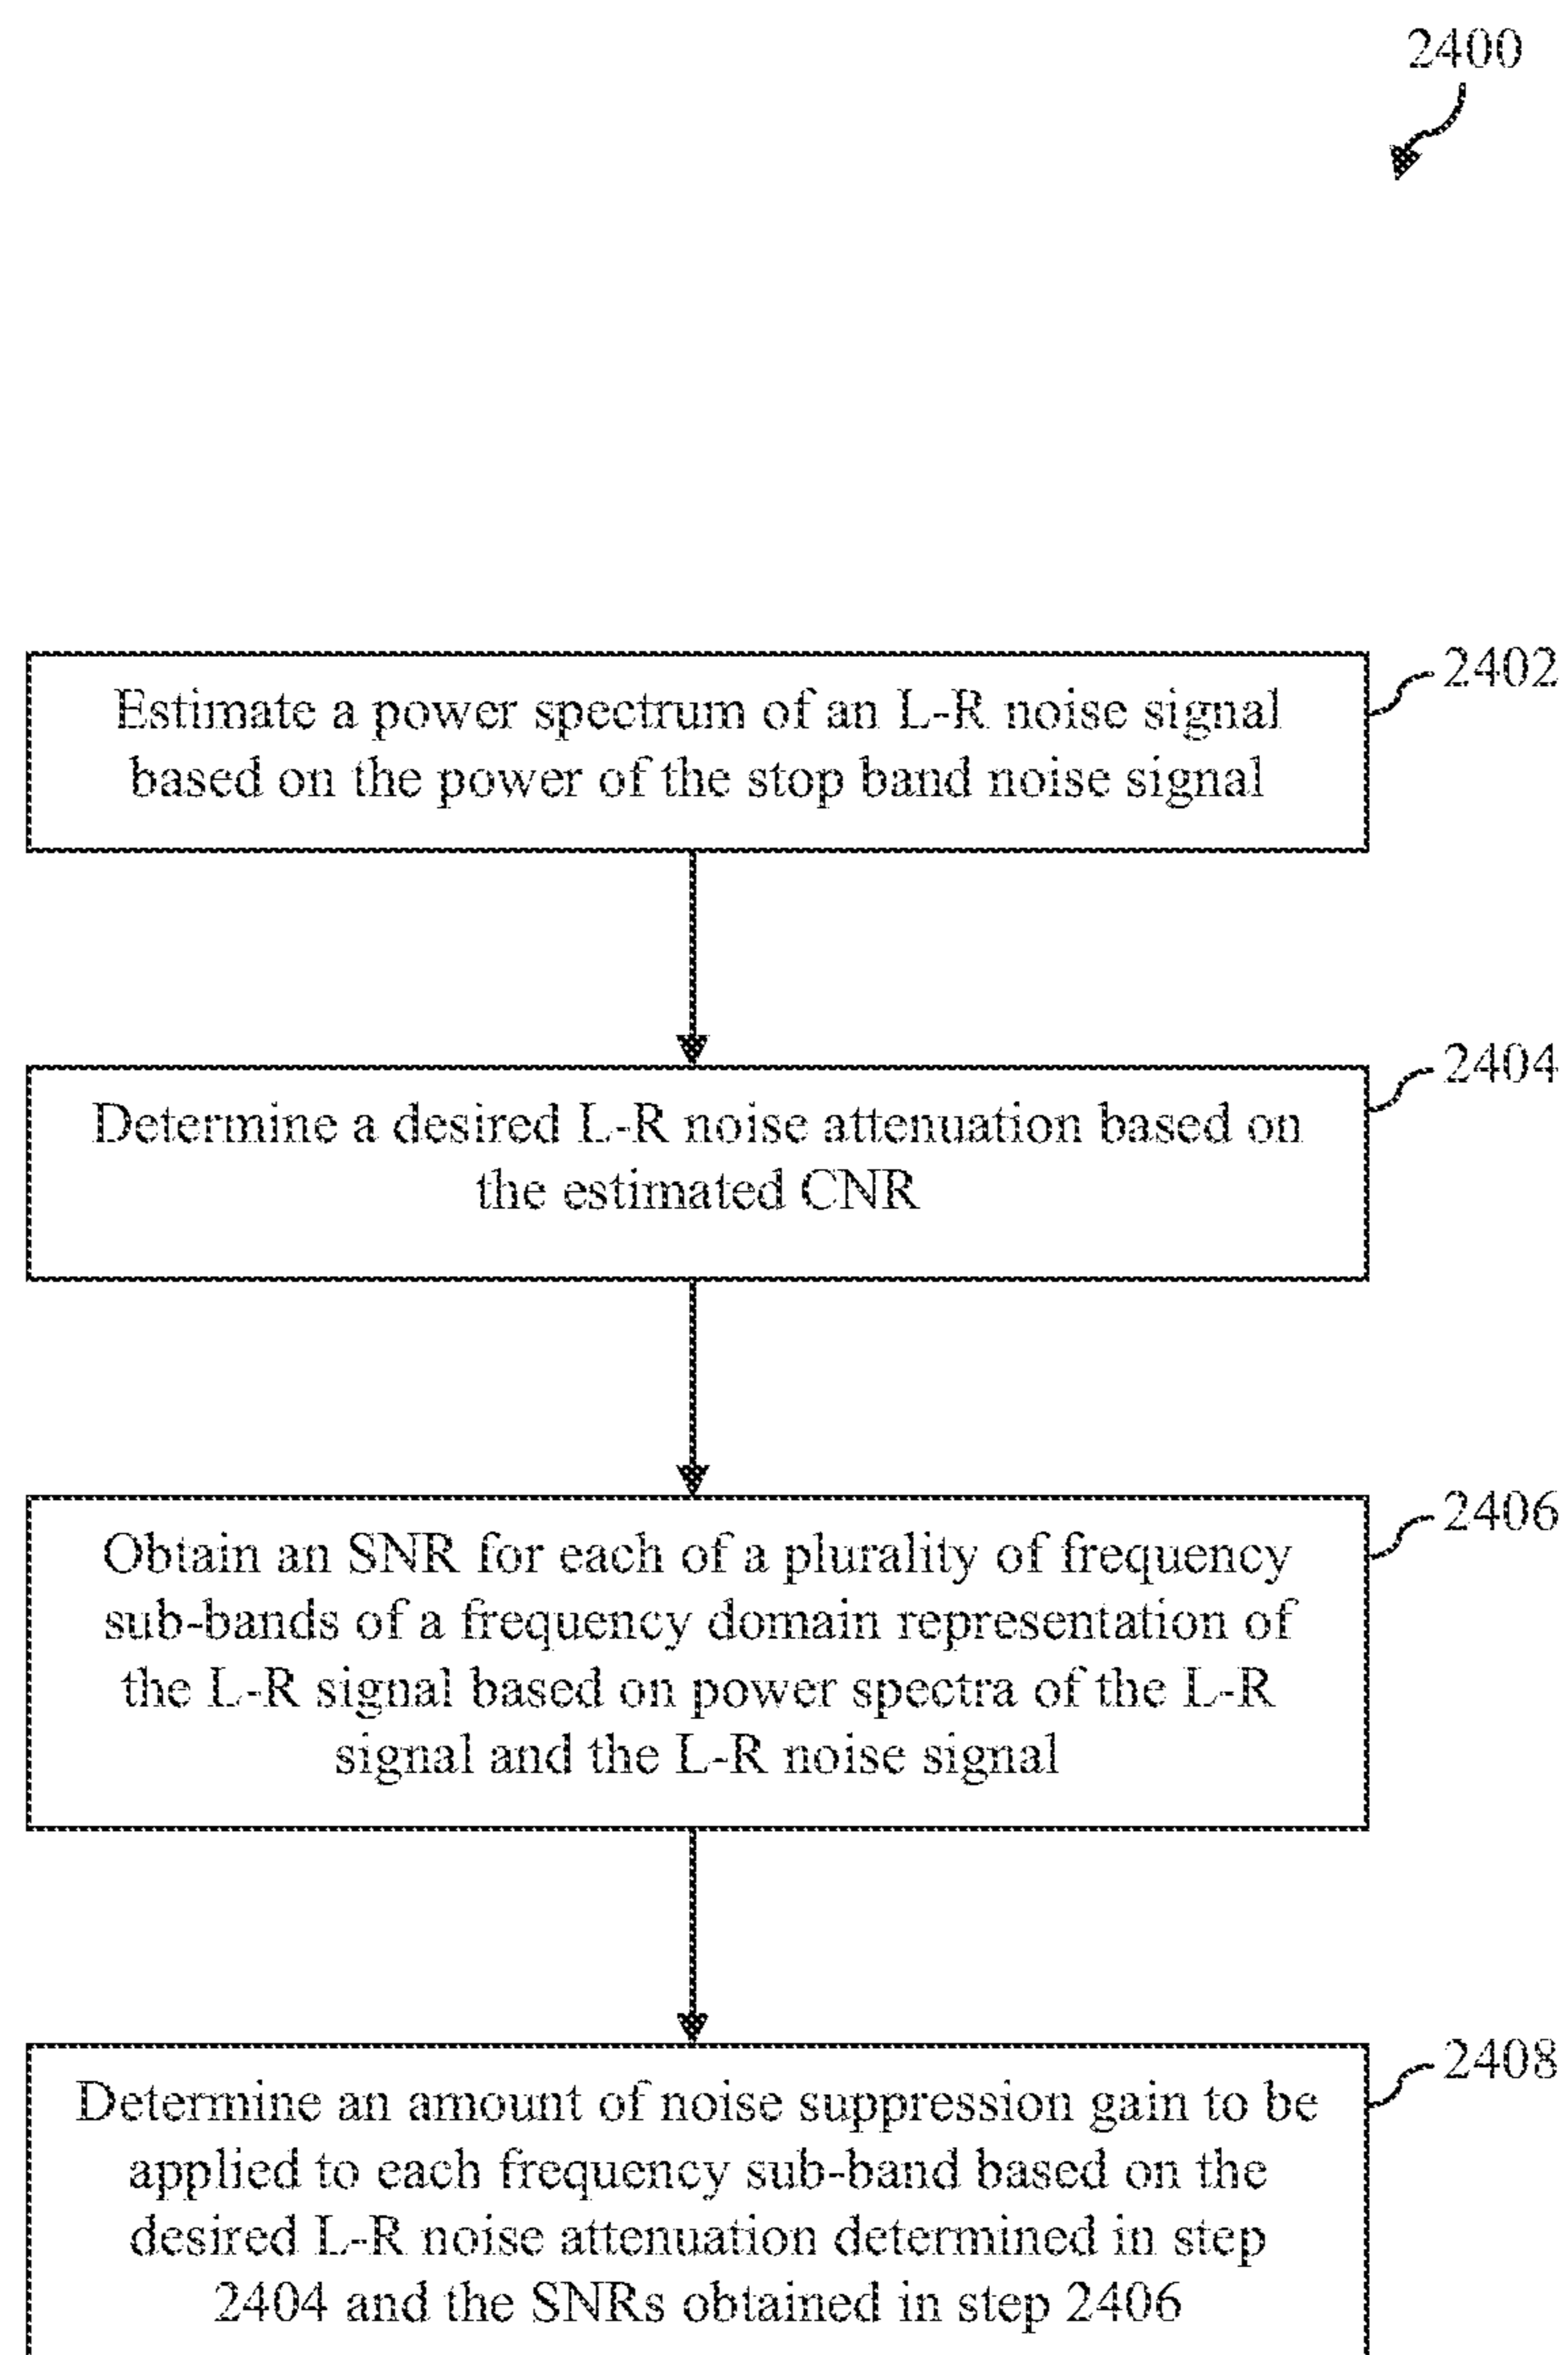 2400
2402
Estimate a power spectrum of an L-R noise signal
based on the power of the stop band noise signal
2404
Determine a desired L-R noise attenuation based on
the estimated CNR
2406
Obtain an SNR for each of a plurality of frequency
sub-bands of a frequency domain representation of
the L-R signal based on power spectra of the L-R
signal and the L-R noise signal
2408
Determine an amount of noise suppression gain to be
applied to each frequency sub-band based on the
desired L-R noise attenuation determined in step
2404 and the SNRs obtained in step 2406